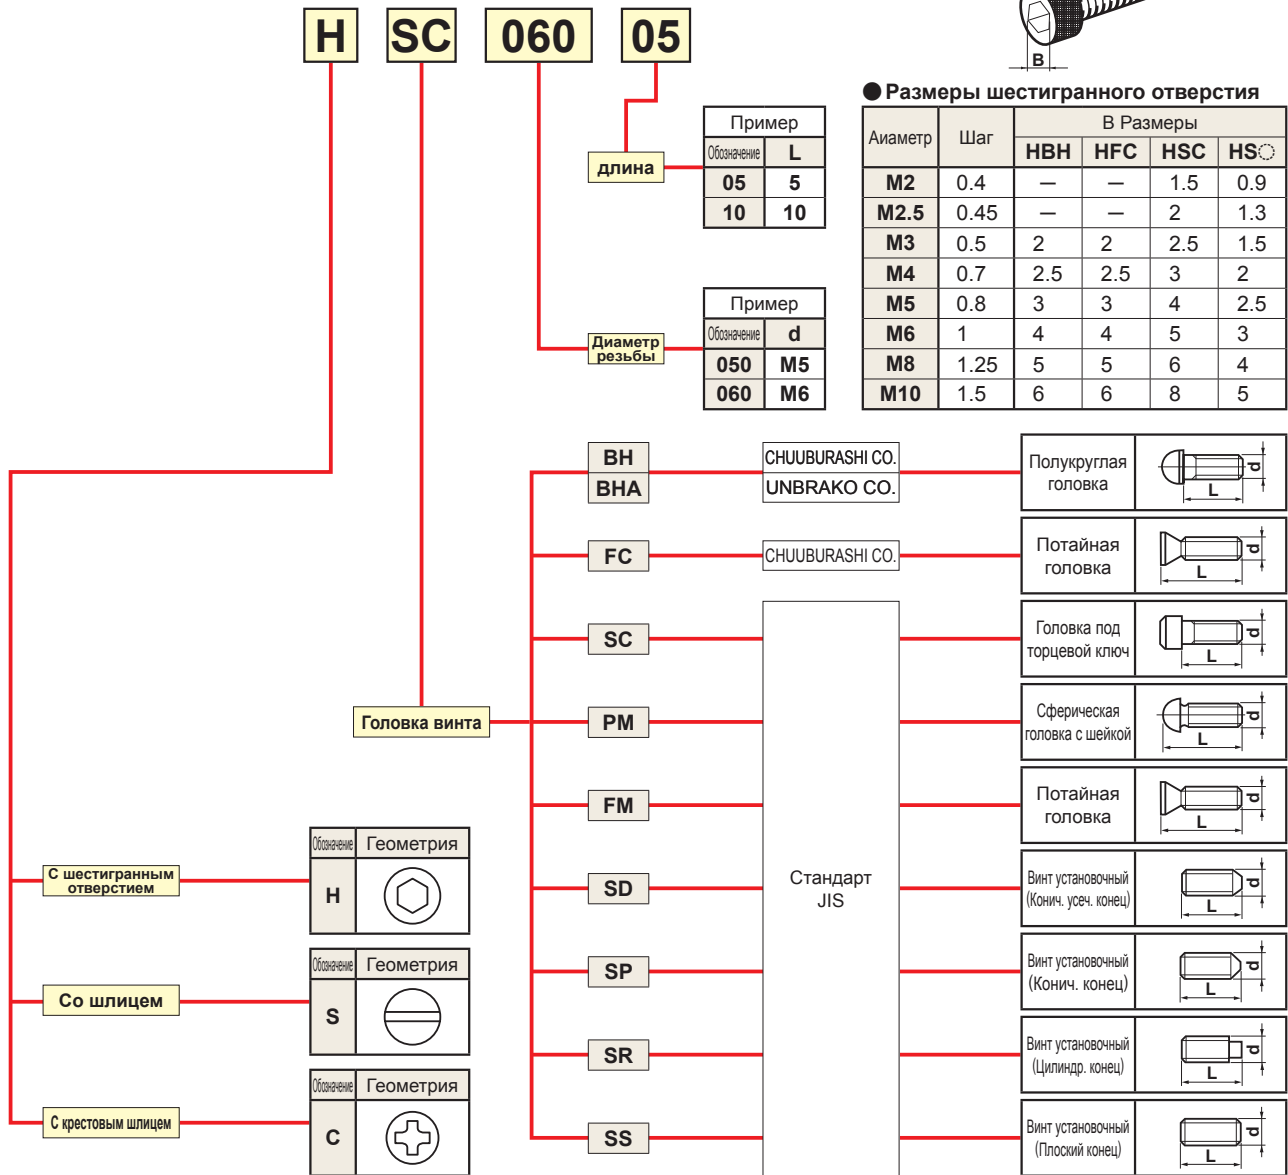 H SC 060 05
B
● Размеры шестигранного отверстия
Аиаметр Шаг В Размеры
HBH HFC HSC HS◌
M2 0.4 — — 1.5 0.9
M2.5 0.45 — — 2 1.3
M3 0.5 2 2 2.5 1.5
M4 0.7 2.5 2.5 3 2
M5 0.8 3 3 4 2.5
M6 1 4 4 5 3
M8 1.25 5 5 6 4
M10 1.5 6 6 8 5
длина
Пример
Обозначение L
05 5
10 10
Диаметр
резьбы
Пример
Обозначение d
050 M5
060 M6
Головка винта
BH CHUUBURASHI CO.
BHA UNBRAKO CO.
Полукруглая
головка
L d
FC CHUUBURASHI CO.
Потайная
головка
L d
SC
Головка под
торцевой ключ
L d
PM
Сферическая
головка с шейкой
L d
FM
Потайная
головка
L d
Стандарт
JIS
SD
Винт установочный
(Конич. усеч. конец)
L d
SP
Винт установочный
(Конич. конец)
L d
SR
Винт установочный
(Цилиндр. конец)
L d
SS
Винт установочный
(Плоский конец)
L d
С шестигранным
отверстием
Обозначение Геометрия
H
Со шлицем
Обозначение Геометрия
S
С крестовым шлицем
Обозначение Геометрия
C